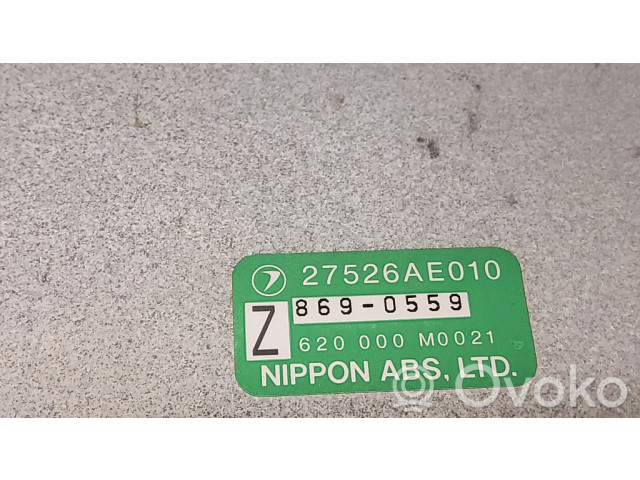 27526AE010
Z 869-0559
620 000 M0021
NIPPON ABS, LTD.
Ovoko